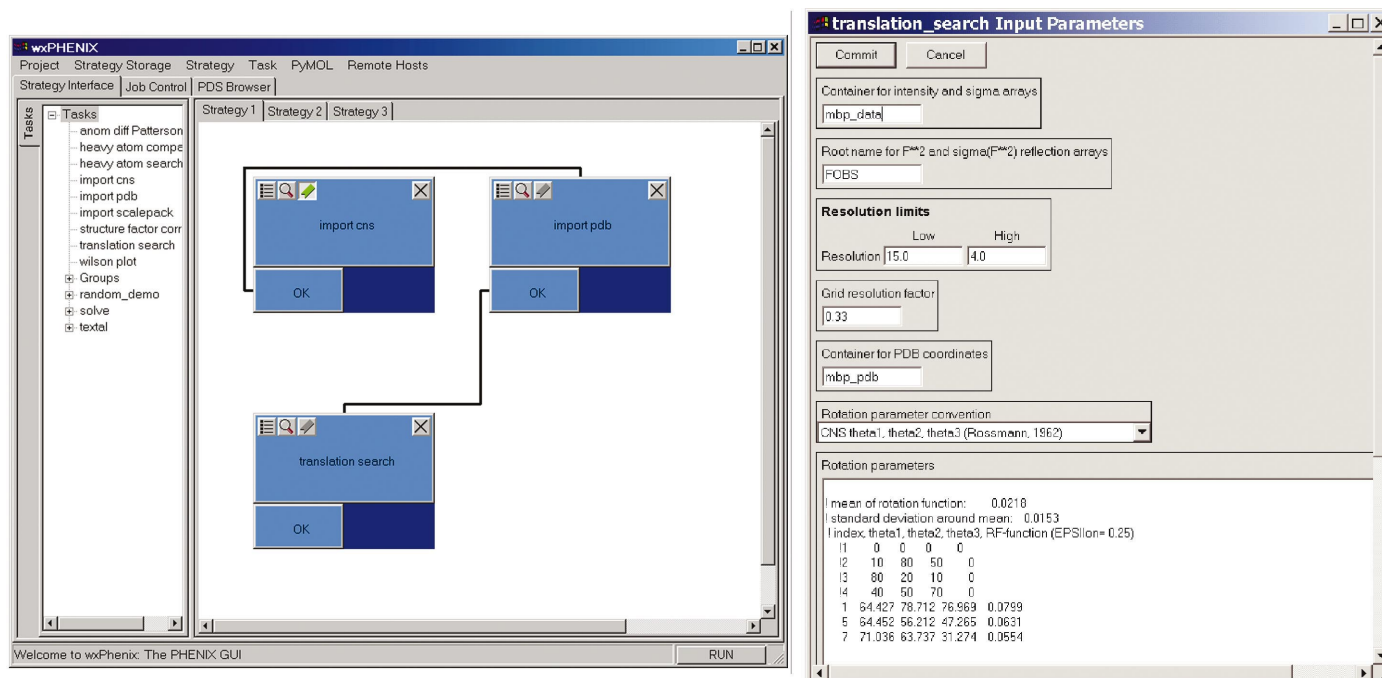 wxPHENIX
Project Strategy Storage Strategy Task PyMOL Remote Hosts
Strategy Interface Job Control PDS Browser
Tasks
Tasks
anom diff Patterson
heavy atom compe
heavy atom search
import cns
import pdb
import scalepack
structure factor corr
translation search
wilson plot
Groups
random_demo
solve
textal
Strategy 1 Strategy 2 Strategy 3
import cns
OK
import pdb
OK
translation search
OK
Welcome to wxPhenix: The PHENIX GUI
RUN
translation_search Input Parameters
Commit Cancel
Container for intensity and sigma arrays
mbp_data
Root name for F**2 and sigma(F**2) reflection arrays
FOBS
Resolution limits
Low High
Resolution 15.0 4.0
Grid resolution factor
0.33
Container for PDB coordinates
mbp_pdb
Rotation parameter convention
CNS theta1, theta2, theta3 (Rossmann, 1962)
Rotation parameters
! mean of rotation function: 0.0218
! standard deviation around mean: 0.0153
! index, theta1, theta2, theta3, RF-function (EPSIlon= 0.25)
!1 0 0 0 0
!2 10 80 50 0
!3 80 20 10 0
!4 40 50 70 0
1 64.427 78.712 76.969 0.0799
5 64.452 56.212 47.265 0.0631
7 71.036 63.737 31.274 0.0554